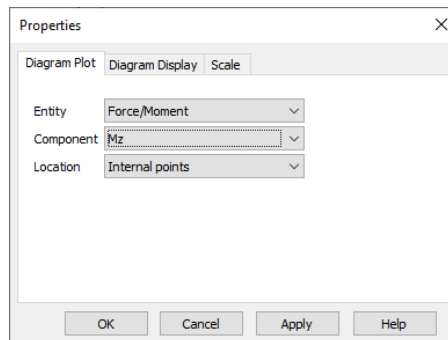 Properties
Diagram Plot Diagram Display Scale
Entity Force/Moment
Component Mz
Location Internal points
OK Cancel Apply Help